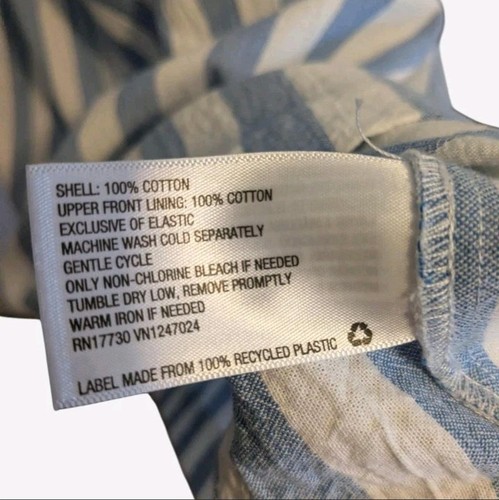 SHELL: 100% COTTON
UPPER FRONT LINING: 100% COTTON
EXCLUSIVE OF ELASTIC
MACHINE WASH COLD SEPARATELY
GENTLE CYCLE
ONLY NON-CHLORINE BLEACH IF NEEDED
TUMBLE DRY LOW, REMOVE PROMPTLY
WARM IRON IF NEEDED
RN17730 VN1247024
LABEL MADE FROM 100% RECYCLED PLASTIC